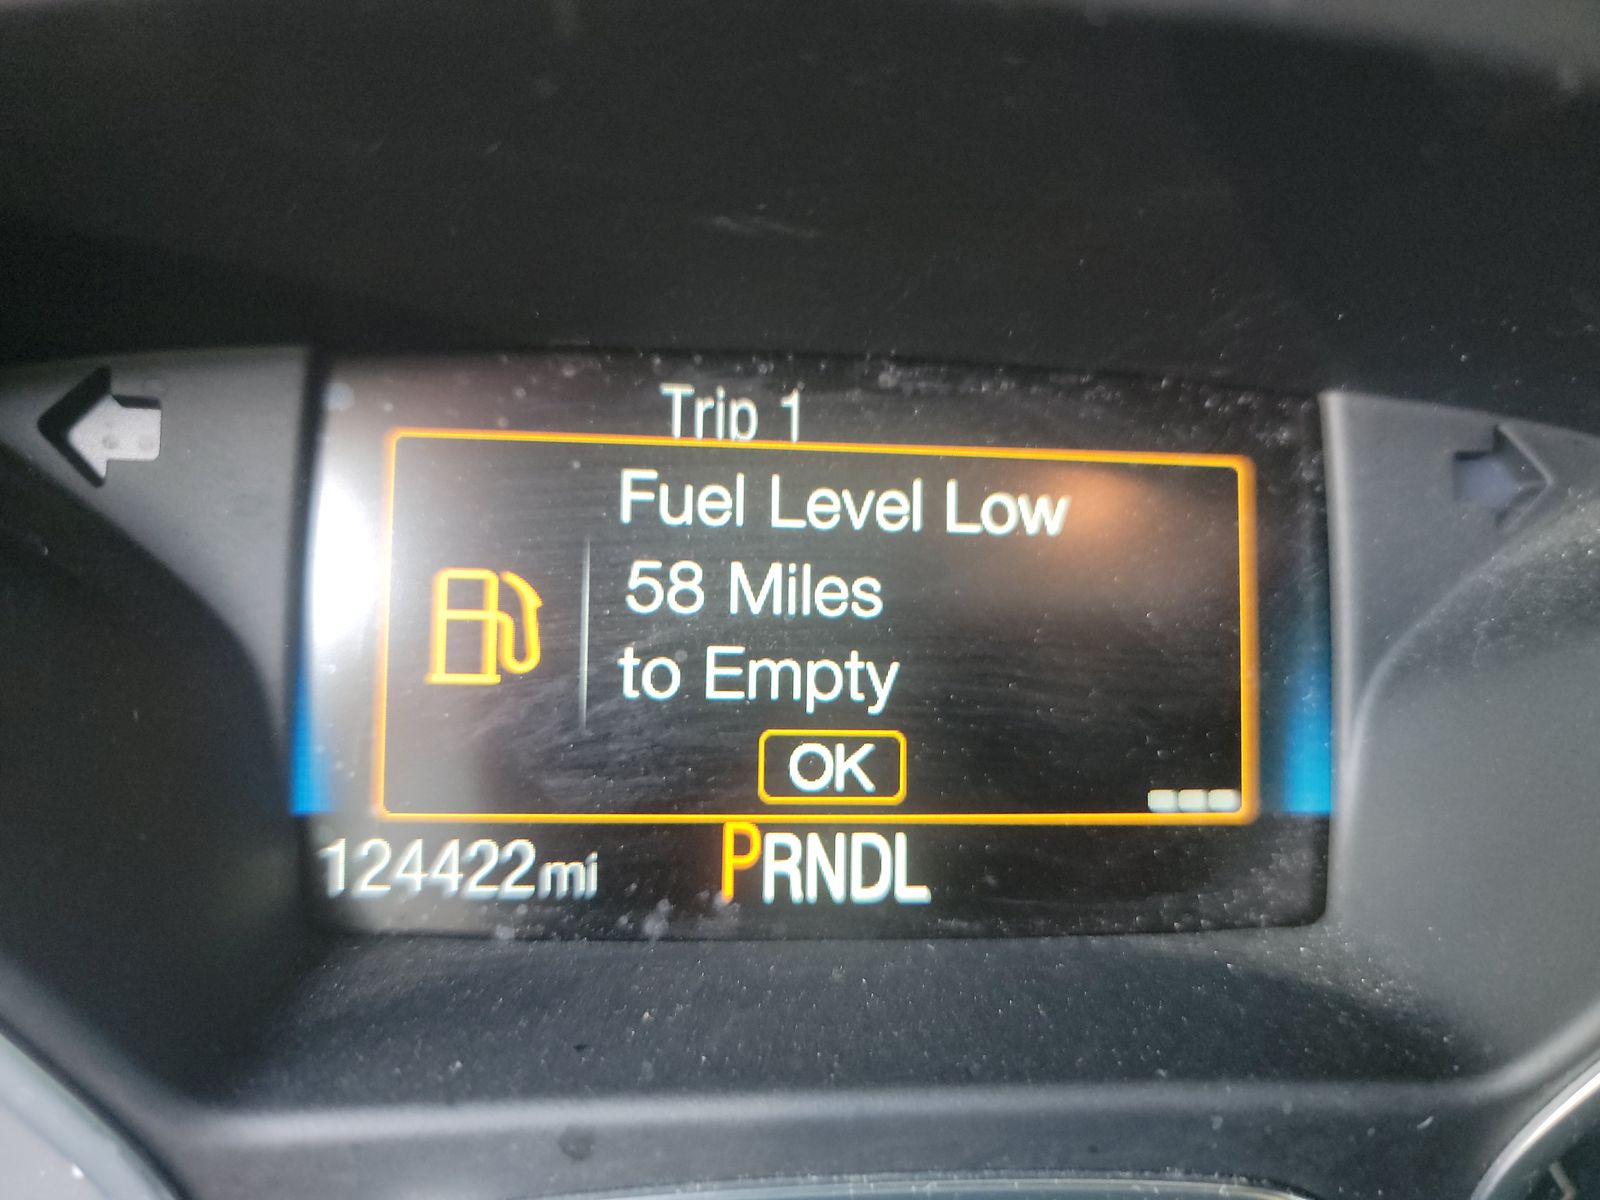 Trip 1
Fuel Level Low
58 Miles
to Empty
OK
124422mi PRNDL